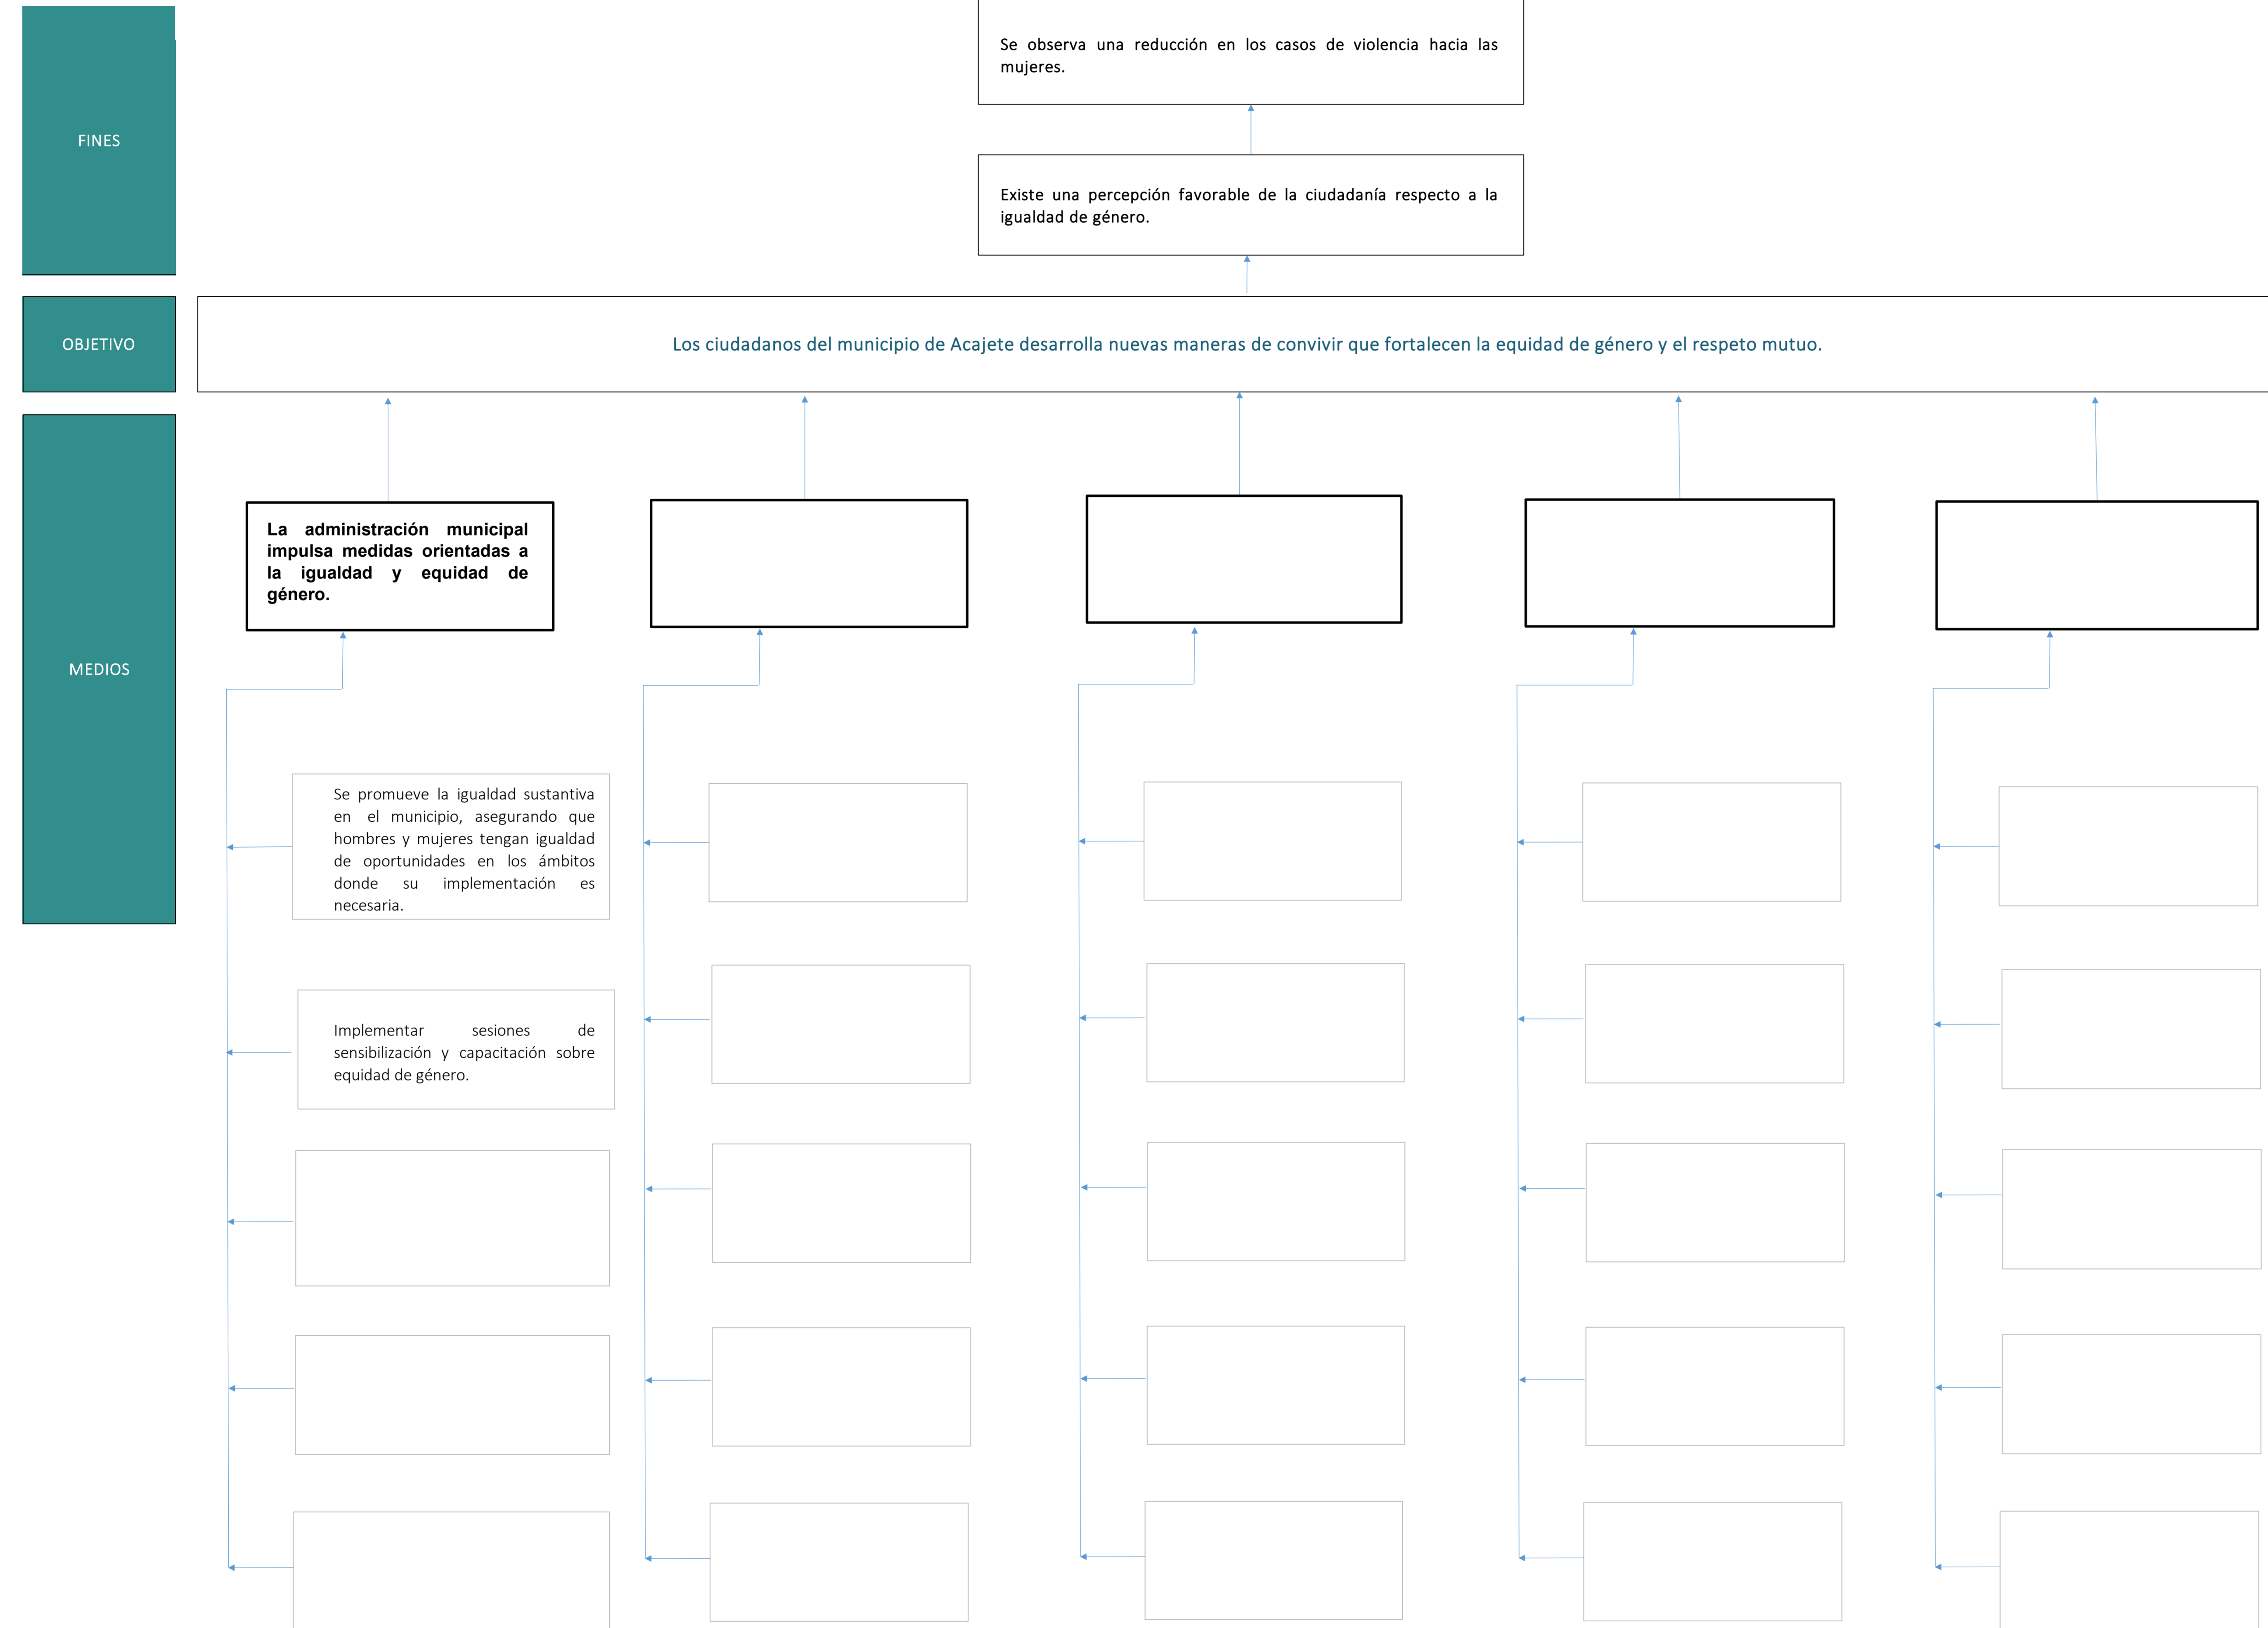 Se observa una reducción en los casos de violencia hacia las
mujeres.
FINES
Existe una percepción favorable de la ciudadanía respecto a la
igualdad de género.
OBJETIVO
Los ciudadanos del municipio de Acajete desarrolla nuevas maneras de convivir que fortalecen la equidad de género y el respeto mutuo.
MEDIOS
La administración municipal
impulsa medidas orientadas a
la igualdad y equidad de
género.
Se promueve la igualdad sustantiva
en el municipio, asegurando que
hombres y mujeres tengan igualdad
de oportunidades en los ámbitos
donde su implementación es
necesaria.
Implementar sesiones de
sensibilización y capacitación sobre
equidad de género.